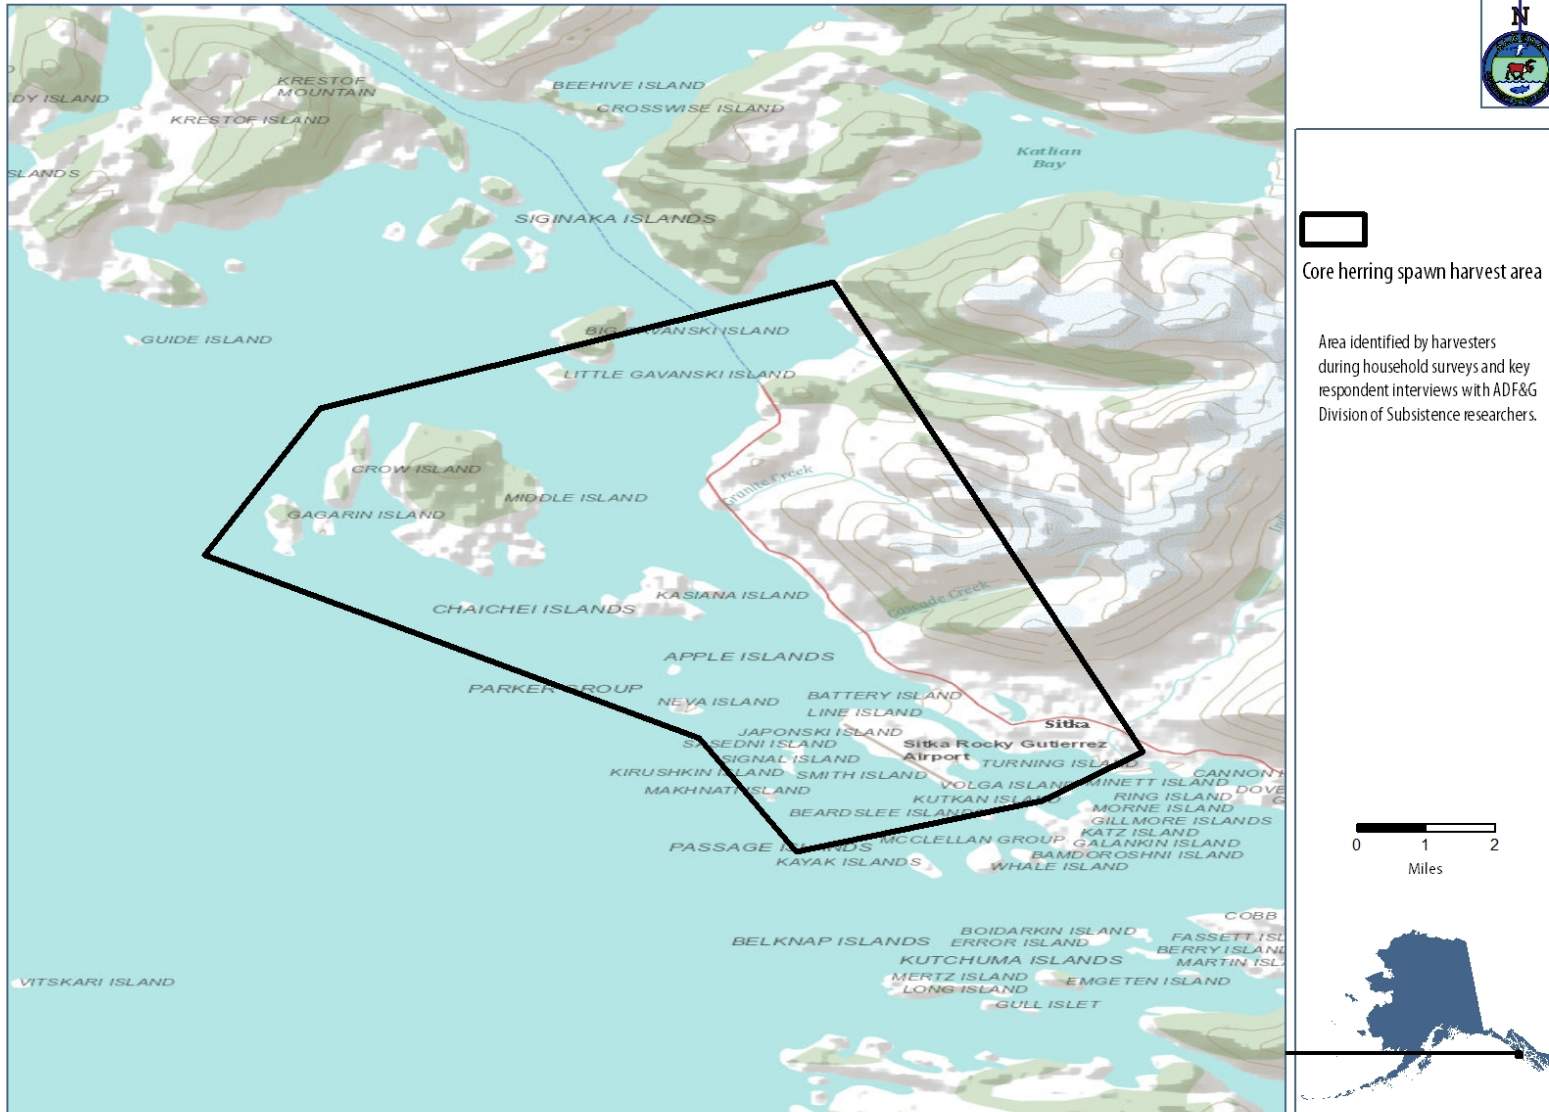 N
KRESTOF
MOUNTAIN
BEEHIVE ISLAND
DY ISLAND
CROSSWISE ISLAND
KRESTOF ISLAND
Katlian
Bay
SLANDS
SIGINAKA ISLANDS
Core herring spawn harvest area
BIG GAVANSKI ISLAND
GUIDE ISLAND
Area identified by harvesters
during household surveys and key
respondent interviews with ADF&G
Division of Subsistence researchers.
LITTLE GAVANSKI ISLAND
CROW ISLAND
Granite Creek
MIDDLE ISLAND
GAGARIN ISLAND
Indi
Cascade Creek
KASIANA ISLAND
CHAICHEI ISLANDS
APPLE ISLANDS
PARKER GROUP
BATTERY ISLAND
NEVA ISLAND
LINE ISLAND
Sitka
JAPONSKI ISLAND
SASEDNI ISLAND
Sitka Rocky Gutierrez
Airport
SIGNAL ISLAND
TURNING ISLAND
KIRUSHKIN ISLAND
SMITH ISLAND
CANNON I
VOLGA ISLAND
MINETT ISLAND
MAKHNATI ISLAND
DOVE
KUTKAN ISLAND
RING ISLAND
G
MORNE ISLAND
BEARDSLEE ISLANDS
GILLMORE ISLANDS
KATZ ISLAND
MCCLELLAN GROUP
GALANKIN ISLAND
PASSAGE ISLANDS
BAMDOROSHNI ISLAND
KAYAK ISLANDS
WHALE ISLAND
0 1 2
Miles
COBB
BOIDARKIN ISLAND
FASSETT ISL
BELKNAP ISLANDS
ERROR ISLAND
BERRY ISLAND
KUTCHUMA ISLANDS
MARTIN ISLA
MERTZ ISLAND
EMGETEN ISLAND
VITSKARI ISLAND
LONG ISLAND
GULL ISLET